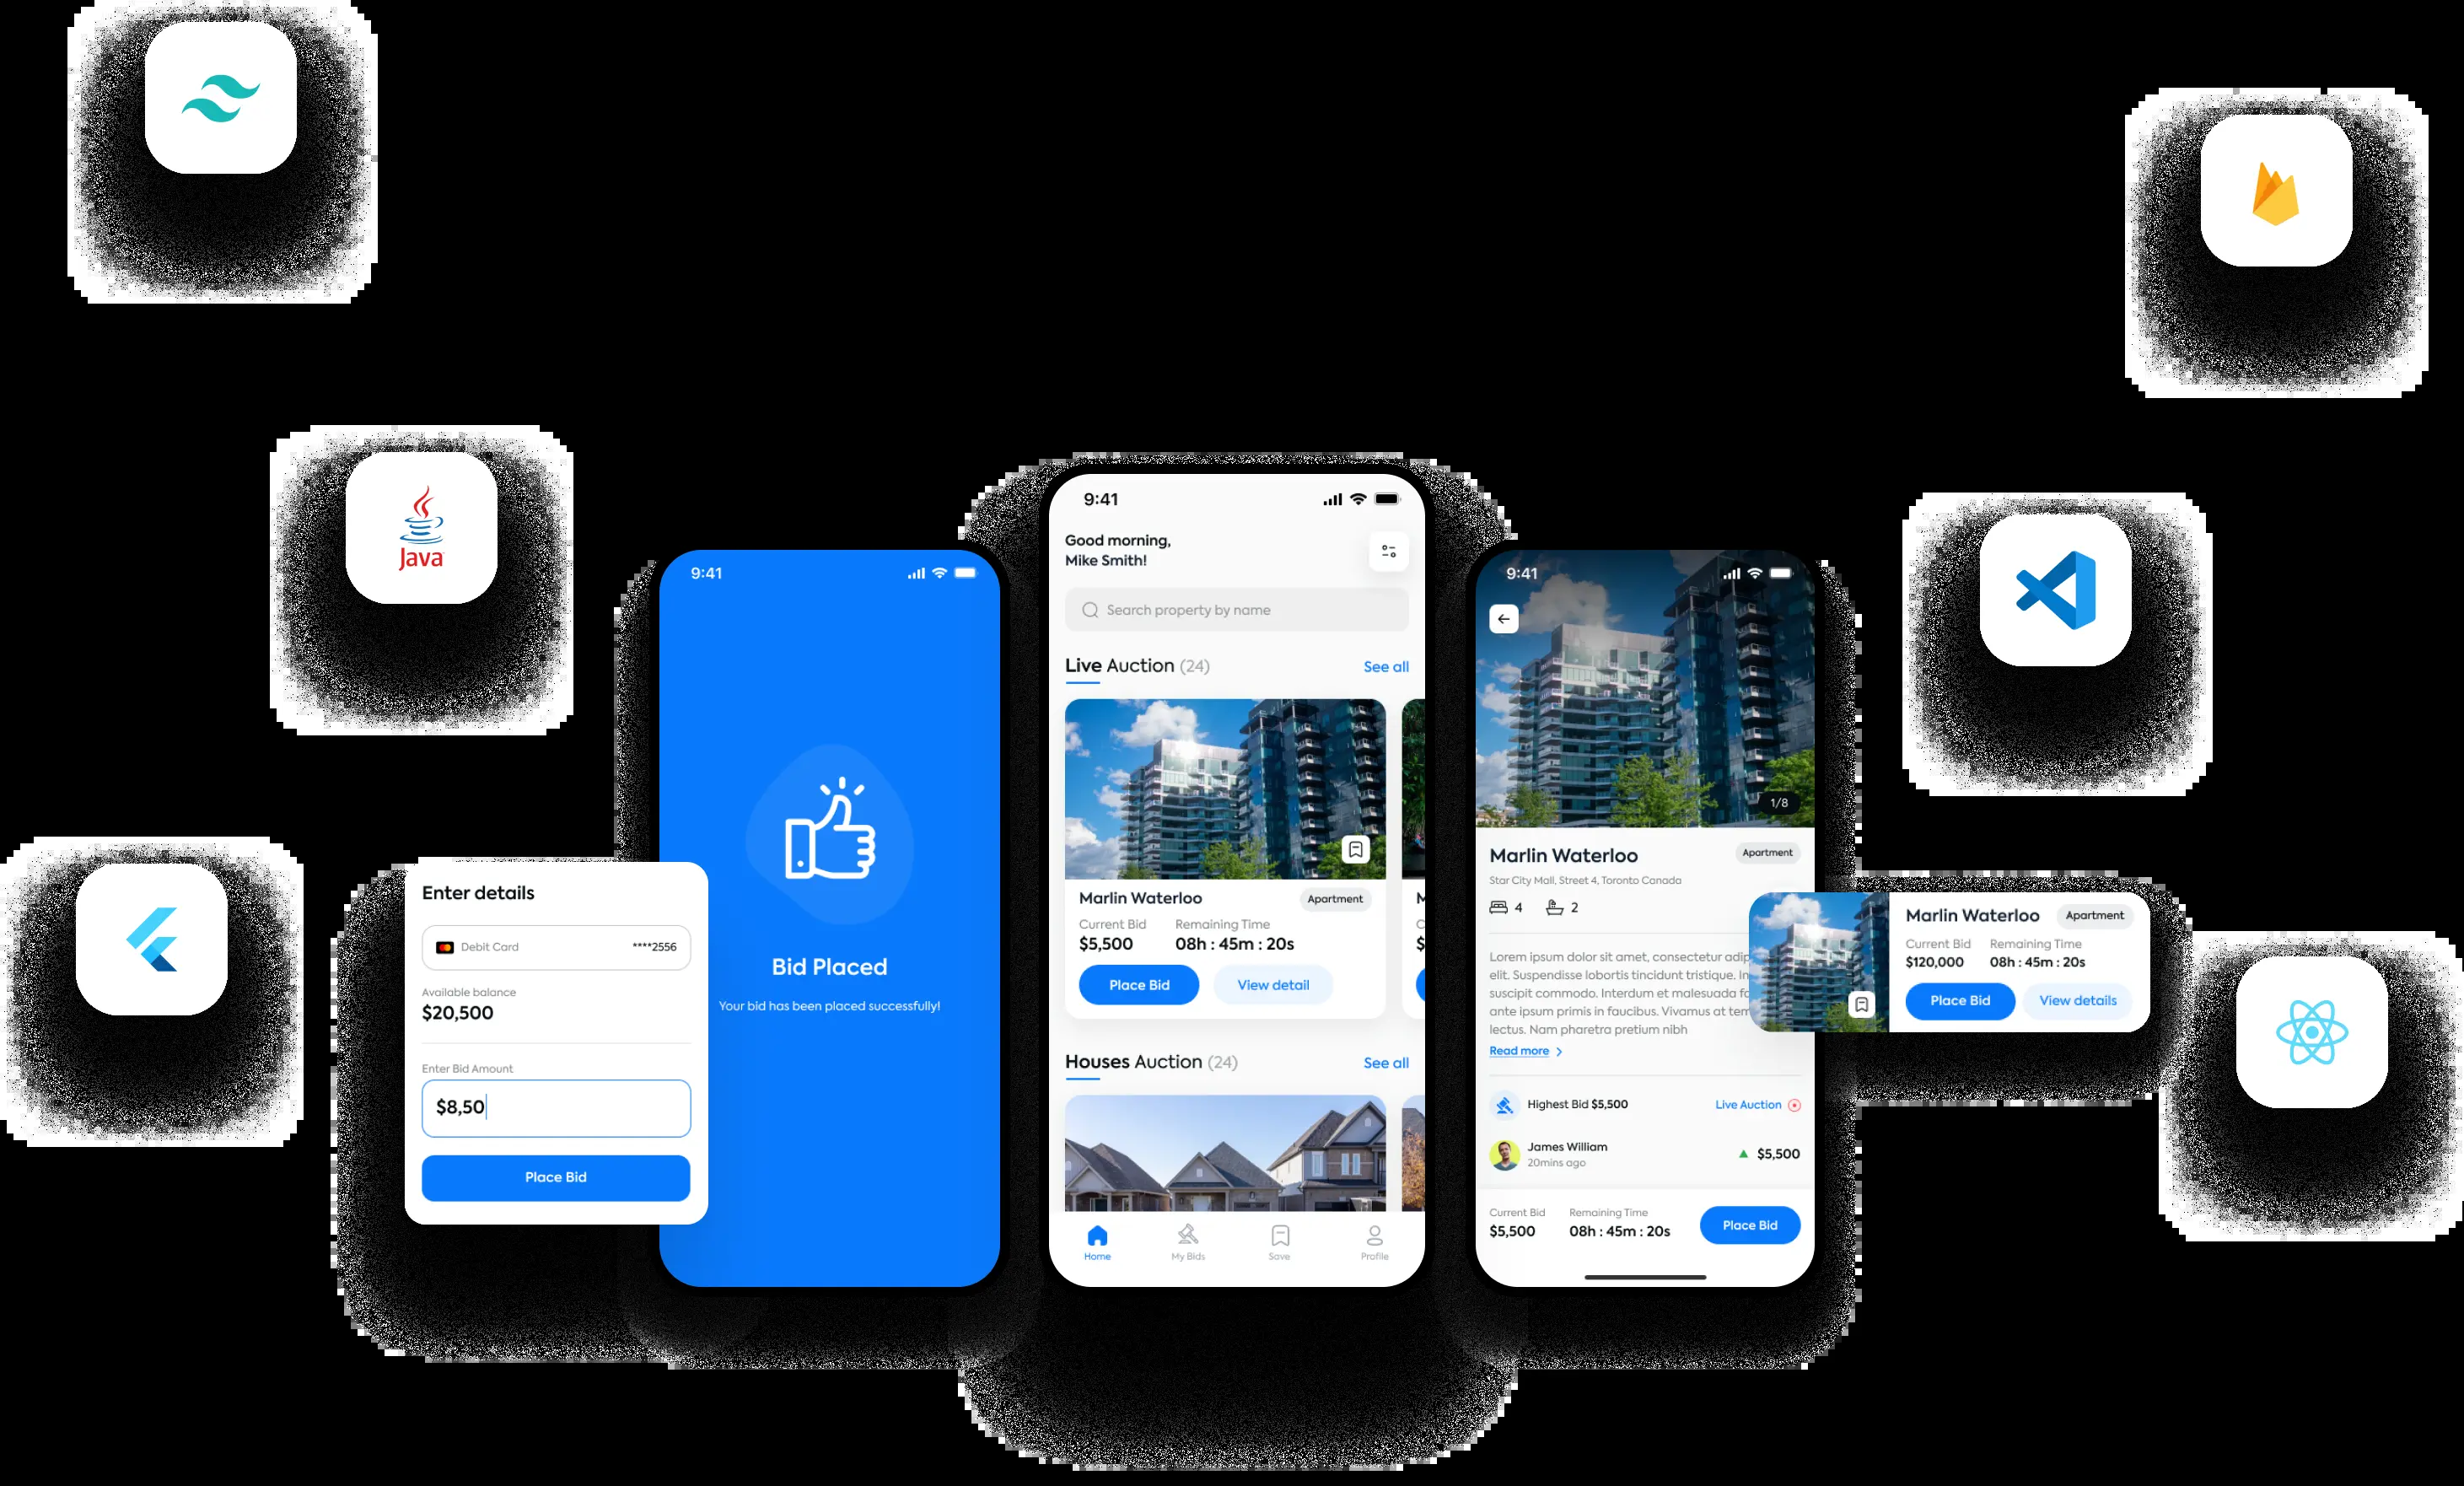 Java
9:41
Bid Placed
Your bid has been placed successfully!
Enter details
Debit Card ****2556
Available balance
$20,500
Enter Bid Amount
$8,50
Place Bid
9:41
Good morning,
Mike Smith!
Search property by name
Live Auction (24) See all
Marlin Waterloo Apartment
Current Bid Remaining Time
$5,500 08h : 45m : 20s
Place Bid View detail
Houses Auction (24) See all
Home My Bids Save Profile
9:41
1/8
Marlin Waterloo Apartment
Star City Mall, Street 4, Toronto Canada
4 2
Lorem ipsum dolor sit amet, consectetur adip
elit. Suspendisse lobortis tincidunt tristique. In
suscipit commodo. Interdum et malesuada fa
ante ipsum primis in faucibus. Vivamus at tem
lectus. Nam pharetra pretium nibh
Read more
Highest Bid $5,500 Live Auction
James William
20mins ago
$5,500
Current Bid Remaining Time
$5,500 08h : 45m : 20s
Place Bid
Marlin Waterloo Apartment
Current Bid Remaining Time
$120,000 08h : 45m : 20s
Place Bid View details